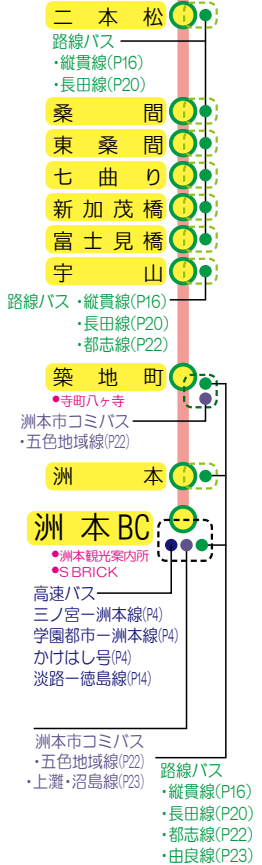 二本松
路線バス
・縦貫線(P16)
・長田線(P20)
桑間
東桑間
七曲り
新加茂橋
富士見橋
宇山
路線バス ・縦貫線(P16)
・長田線(P20)
・都志線(P22)
築地町
●寺町八ヶ寺
洲本市コミバス
・五色地域線(P22)
洲本
洲本BC
●洲本観光案内所
●S BRICK
高速バス
三ノ宮ー洲本線(P4)
学園都市ー洲本線(P4)
かけはし号(P4)
淡路ー徳島線(P14)
洲本市コミバス
・五色地域線(P22)
・上灘・沼島線(P23)
路線バス
・縦貫線(P16)
・長田線(P20)
・都志線(P22)
・由良線(P23)